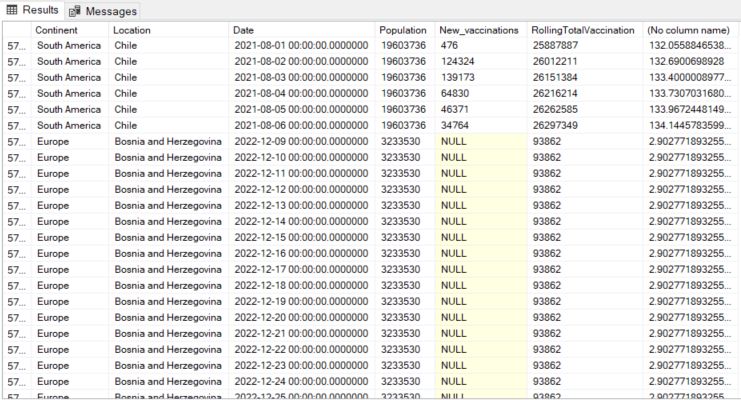 Results Messages
Continent Location Date Population New_vaccinations RollingTotalVaccination (No column name)
57... South America Chile 2021-08-01 00:00:00.0000000 19603736 476 25887887 132.0558846538...
57... South America Chile 2021-08-02 00:00:00.0000000 19603736 124324 26012211 132.6900698928
57... South America Chile 2021-08-03 00:00:00.0000000 19603736 139173 26151384 133.4000008977...
57... South America Chile 2021-08-04 00:00:00.0000000 19603736 64830 26216214 133.7307031680...
57... South America Chile 2021-08-05 00:00:00.0000000 19603736 46371 26262585 133.9672448149...
57... South America Chile 2021-08-06 00:00:00.0000000 19603736 34764 26297349 134.1445783599...
57... Europe Bosnia and Herzegovina 2022-12-09 00:00:00.0000000 3233530 NULL 93862 2.902771893255...
57... Europe Bosnia and Herzegovina 2022-12-10 00:00:00.0000000 3233530 NULL 93862 2.902771893255...
57... Europe Bosnia and Herzegovina 2022-12-11 00:00:00.0000000 3233530 NULL 93862 2.902771893255...
57... Europe Bosnia and Herzegovina 2022-12-12 00:00:00.0000000 3233530 NULL 93862 2.902771893255...
57... Europe Bosnia and Herzegovina 2022-12-13 00:00:00.0000000 3233530 NULL 93862 2.902771893255...
57... Europe Bosnia and Herzegovina 2022-12-14 00:00:00.0000000 3233530 NULL 93862 2.902771893255...
57... Europe Bosnia and Herzegovina 2022-12-15 00:00:00.0000000 3233530 NULL 93862 2.902771893255...
57... Europe Bosnia and Herzegovina 2022-12-16 00:00:00.0000000 3233530 NULL 93862 2.902771893255...
57... Europe Bosnia and Herzegovina 2022-12-17 00:00:00.0000000 3233530 NULL 93862 2.902771893255...
57... Europe Bosnia and Herzegovina 2022-12-18 00:00:00.0000000 3233530 NULL 93862 2.902771893255...
57... Europe Bosnia and Herzegovina 2022-12-19 00:00:00.0000000 3233530 NULL 93862 2.902771893255...
57... Europe Bosnia and Herzegovina 2022-12-20 00:00:00.0000000 3233530 NULL 93862 2.902771893255...
57... Europe Bosnia and Herzegovina 2022-12-21 00:00:00.0000000 3233530 NULL 93862 2.902771893255...
57... Europe Bosnia and Herzegovina 2022-12-22 00:00:00.0000000 3233530 NULL 93862 2.902771893255...
57... Europe Bosnia and Herzegovina 2022-12-23 00:00:00.0000000 3233530 NULL 93862 2.902771893255...
57... Europe Bosnia and Herzegovina 2022-12-24 00:00:00.0000000 3233530 NULL 93862 2.902771893255...
57... Europe Bosnia and Herzegovina 2022-12-25 00:00:00.0000000 3233530 NULL 93862 2.902771893255...